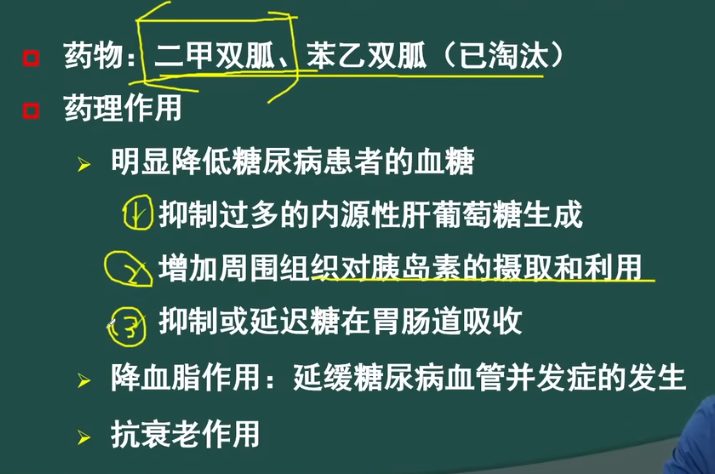 药物：二甲双胍、苯乙双胍（已淘汰）
药理作用
明显降低糖尿病患者的血糖
1 抑制过多的内源性肝葡萄糖生成
2 增加周围组织对胰岛素的摄取和利用
3 抑制或延迟糖在胃肠道吸收
降血脂作用：延缓糖尿病血管并发症的发生
抗衰老作用